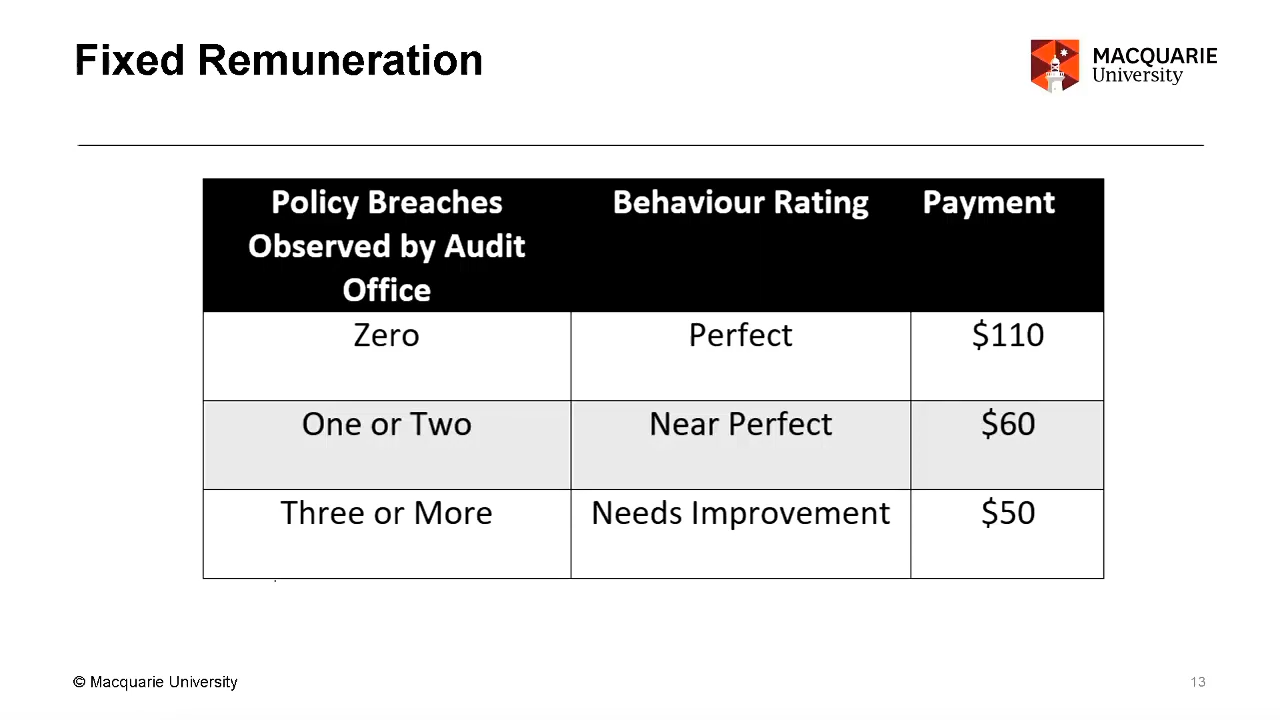 Fixed Remuneration
MACQUARIE
University
Policy Breaches
Observed by Audit
Office
Behaviour Rating
Payment
Zero
Perfect
$110
One or Two
Near Perfect
$60
Three or More
Needs Improvement
$50
© Macquarie University
13